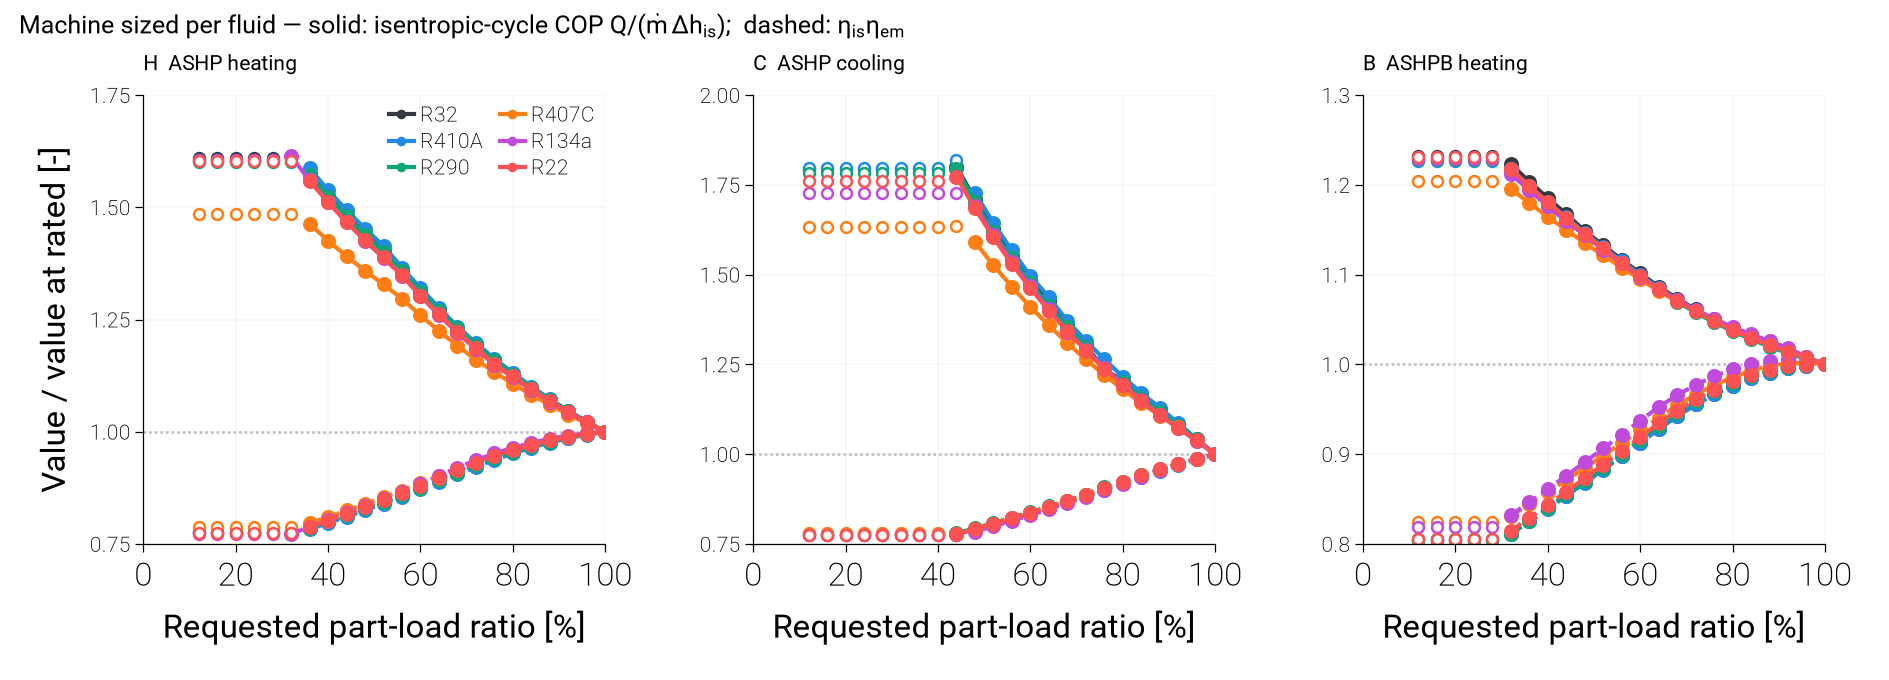 Machine sized per fluid — solid: isentropic-cycle COP Q/(ṁ Δhis); dashed: ηisηem
H ASHP heating
C ASHP cooling
B ASHPB heating
Value / value at rated [-]
1.75
1.50
1.25
1.00
0.75
R32
R410A
R290
R407C
R134a
R22
0 20 40 60 80 100
Requested part-load ratio [%]
2.00
1.75
1.50
1.25
1.00
0.75
0 20 40 60 80 100
Requested part-load ratio [%]
1.3
1.2
1.1
1.0
0.9
0.8
0 20 40 60 80 100
Requested part-load ratio [%]